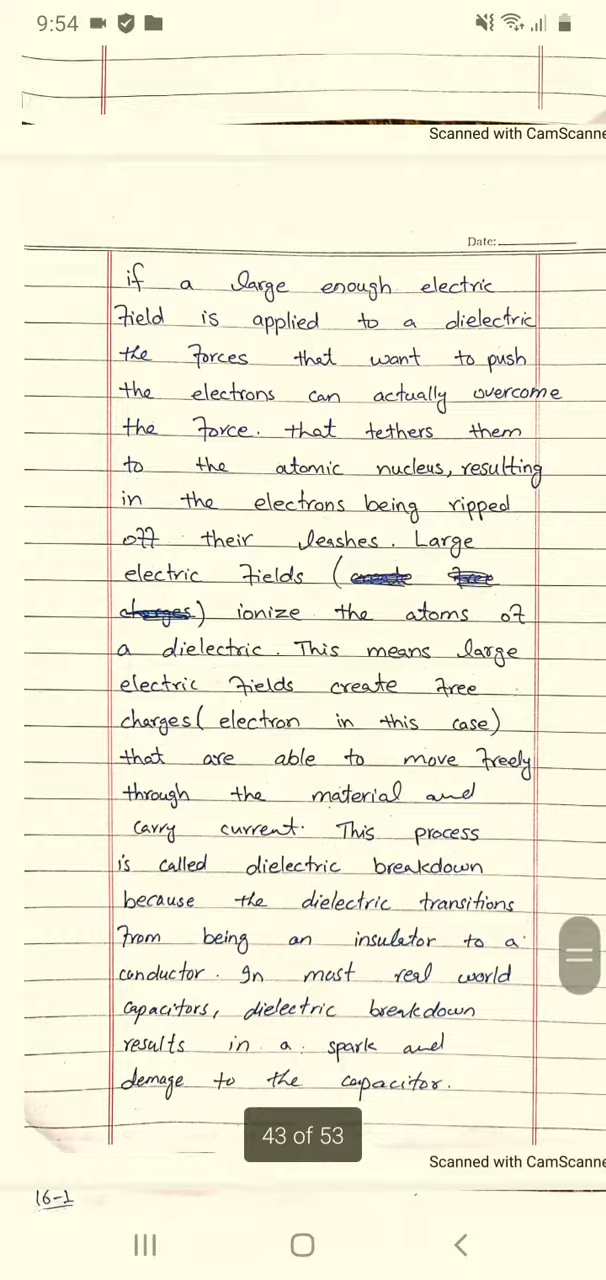 9:54
Scanned with CamScanne
Date:
if a large enough electric
field is applied to a dielectric
the forces that want to push
the electrons can actually overcome
the force. that tethers them
to the atomic nucleus, resulting
in the electrons being ripped
off their leashes. Large
electric fields (create free
charges) ionize the atoms of
a dielectric. This means large
electric fields create free
charges (electron in this case)
that are able to move freely
through the material and
carry current. This process
is called dielectric breakdown
because the dielectric transitions
from being an insulator to a
conductor. In most real world
capacitors, dielectric breakdown
results in a spark and
demage to the capacitor.
43 of 53
Scanned with CamScanne
16-1